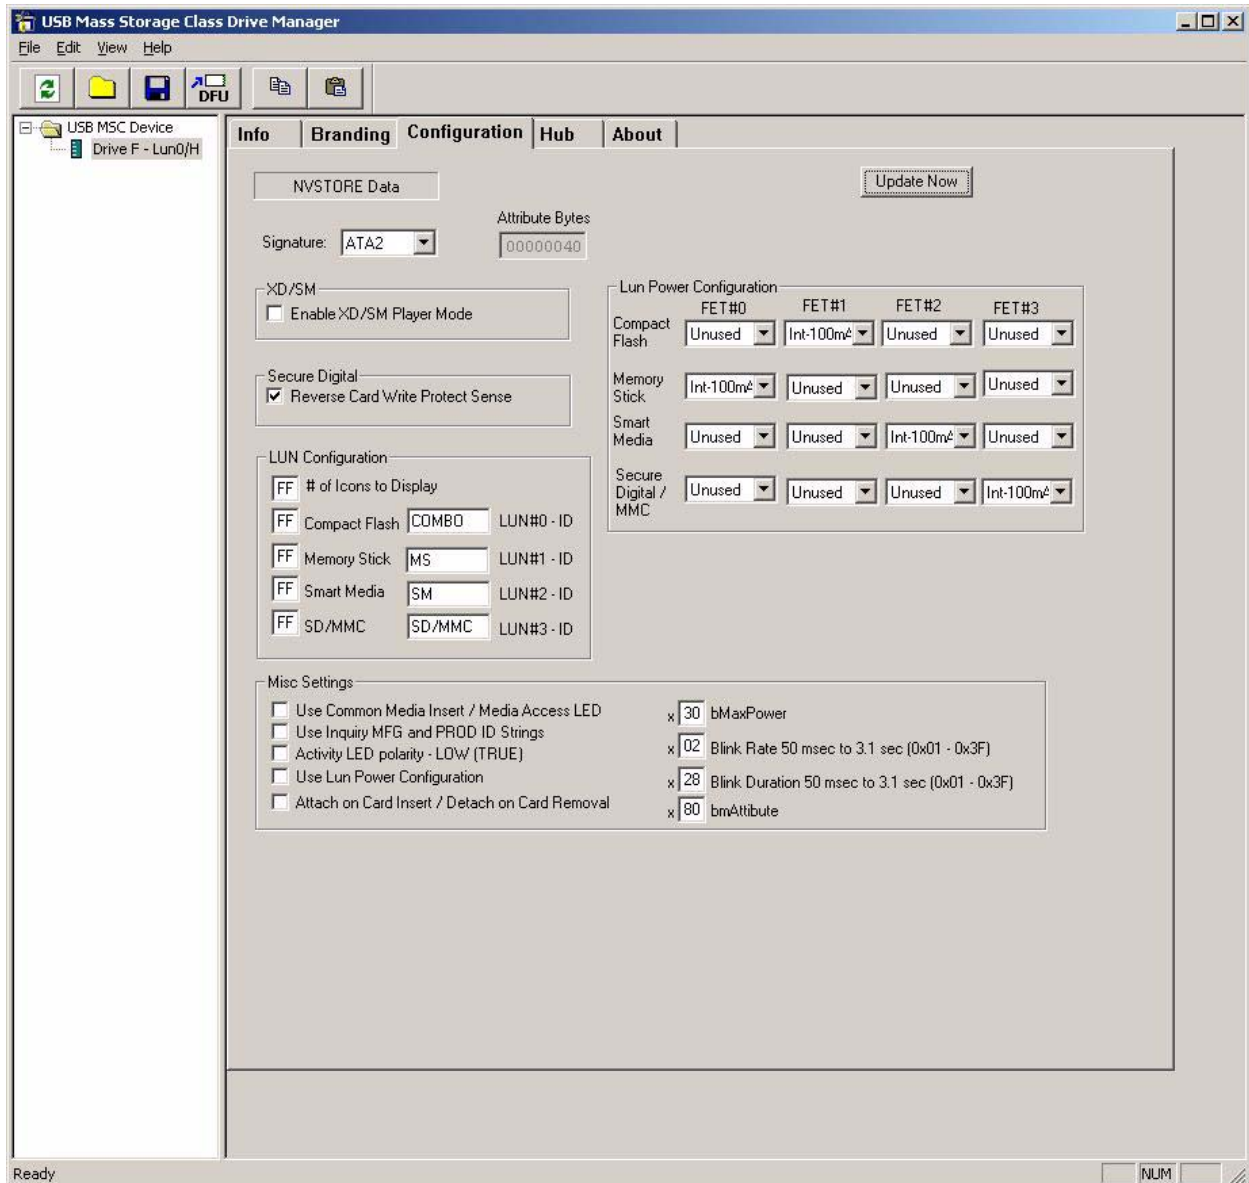 USB Mass Storage Class Drive Manager
File Edit View Help
DFU
USB MSC Device
Drive F - Lun0/H
Info Branding Configuration Hub About
NVSTORE Data
Update Now
Signature: ATA2
Attribute Bytes
00000040
XD/SM
Enable XD/SM Player Mode
Secure Digital
Reverse Card Write Protect Sense
LUN Configuration
FF # of Icons to Display
FF Compact Flash COMBO LUN#0 - ID
FF Memory Stick MS LUN#1 - ID
FF Smart Media SM LUN#2 - ID
FF SD/MMC SD/MMC LUN#3 - ID
Lun Power Configuration
FET#0 FET#1 FET#2 FET#3
Compact
Flash
Unused Int-100mA Unused Unused
Memory
Stick
Int-100mA Unused Unused Unused
Smart
Media
Unused Unused Int-100mA Unused
Secure
Digital /
MMC
Unused Unused Unused Int-100mA
Misc Settings
Use Common Media Insert / Media Access LED
Use Inquiry MFG and PROD ID Strings
Activity LED polarity - LOW (TRUE)
Use Lun Power Configuration
Attach on Card Insert / Detach on Card Removal
x 30 bMaxPower
x 02 Blink Rate 50 msec to 3.1 sec (0x01 - 0x3F)
x 28 Blink Duration 50 msec to 3.1 sec (0x01 - 0x3F)
x 80 bmAttibute
Ready
NUM